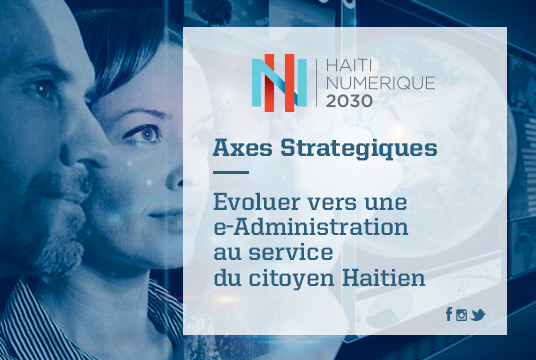 HAITI
NUMERIQUE
2030
Axes Strategiques
Evoluer vers une
e-Administration
au service
du citoyen Haitien